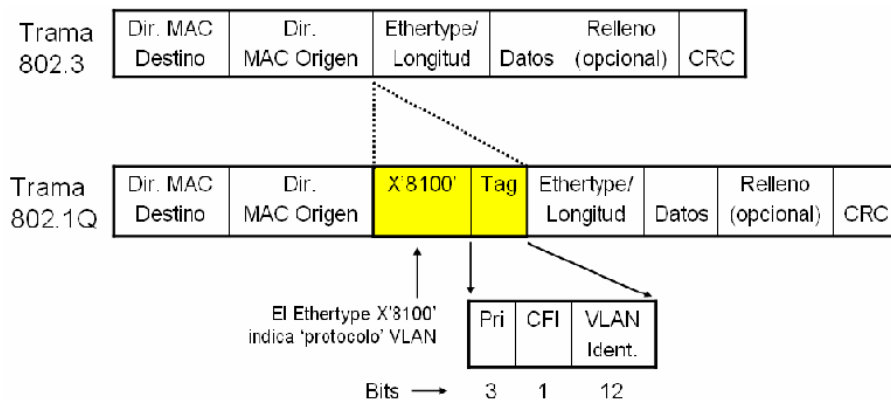 Trama 802.3
Dir. MAC Destino
Dir. MAC Origen
Ethertype/ Longitud
Datos
Relleno (opcional)
CRC
Trama 802.1Q
Dir. MAC Destino
Dir. MAC Origen
X'8100'
Tag
Ethertype/ Longitud
Datos
Relleno (opcional)
CRC
El Ethertype X'8100' indica 'protocolo' VLAN
Pri
CFI
VLAN Ident.
Bits
3
1
12